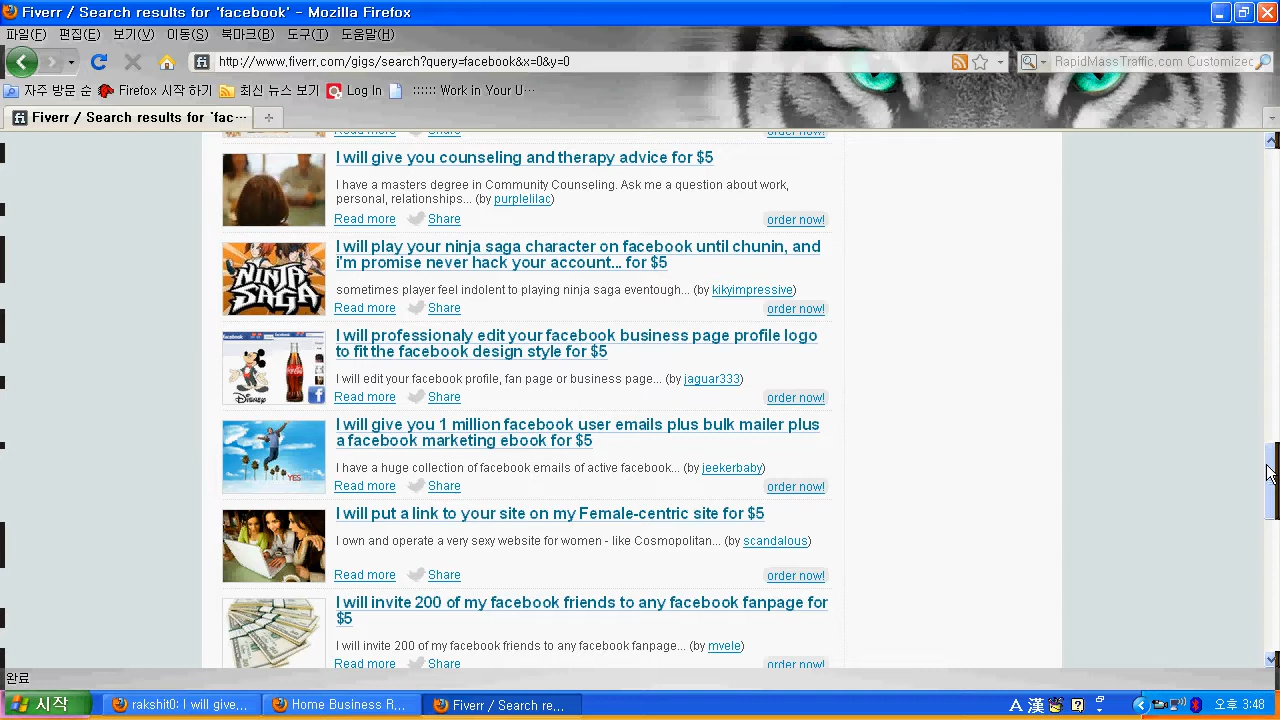 Fiverr / Search results for 'facebook' - Mozilla Firefox
파일(F) 편집(E) 보기(V) 이동(S) 북마크(B) 도구(T) 도움말(H)
http://www.fiverr.com/gigs/search?query=facebook&x=0&y=0
RapidMassTraffic.com Customized
자주 방문 순 Firefox 시작 하기 최신 뉴스 보기 Log In :::::: Work in Your
Fiverr / Search results for 'fac···
Read more Share order now!
I will give you counseling and therapy advice for $5
I have a masters degree in Community Counseling. Ask me a question about work,
personal, relationships... (by purplelilac)
Read more Share order now!
NINJA
SAGA
I will play your ninja saga character on facebook until chunin, and
i'm promise never hack your account... for $5
sometimes player feel indolent to playing ninja saga eventough... (by kikyimpressive)
Read more Share order now!
facebook
Coca-Cola
Disney
f
I will professionaly edit your facebook business page profile logo
to fit the facebook design style for $5
I will edit your facebook profile, fan page or business page... (by jaguar333)
Read more Share order now!
YES
I will give you 1 million facebook user emails plus bulk mailer plus
a facebook marketing ebook for $5
I have a huge collection of facebook emails of active facebook... (by jeekerbaby)
Read more Share order now!
I will put a link to your site on my Female-centric site for $5
I own and operate a very sexy website for women - like Cosmopolitan... (by scandalous)
Read more Share order now!
I will invite 200 of my facebook friends to any facebook fanpage for
$5
I will invite 200 of my facebook friends to any facebook fanpage... (by mvele)
Read more Share order now!
완료
시작 rakshit0: I will give... Home Business R... Fiverr / Search re... A 漢 오후 3:48